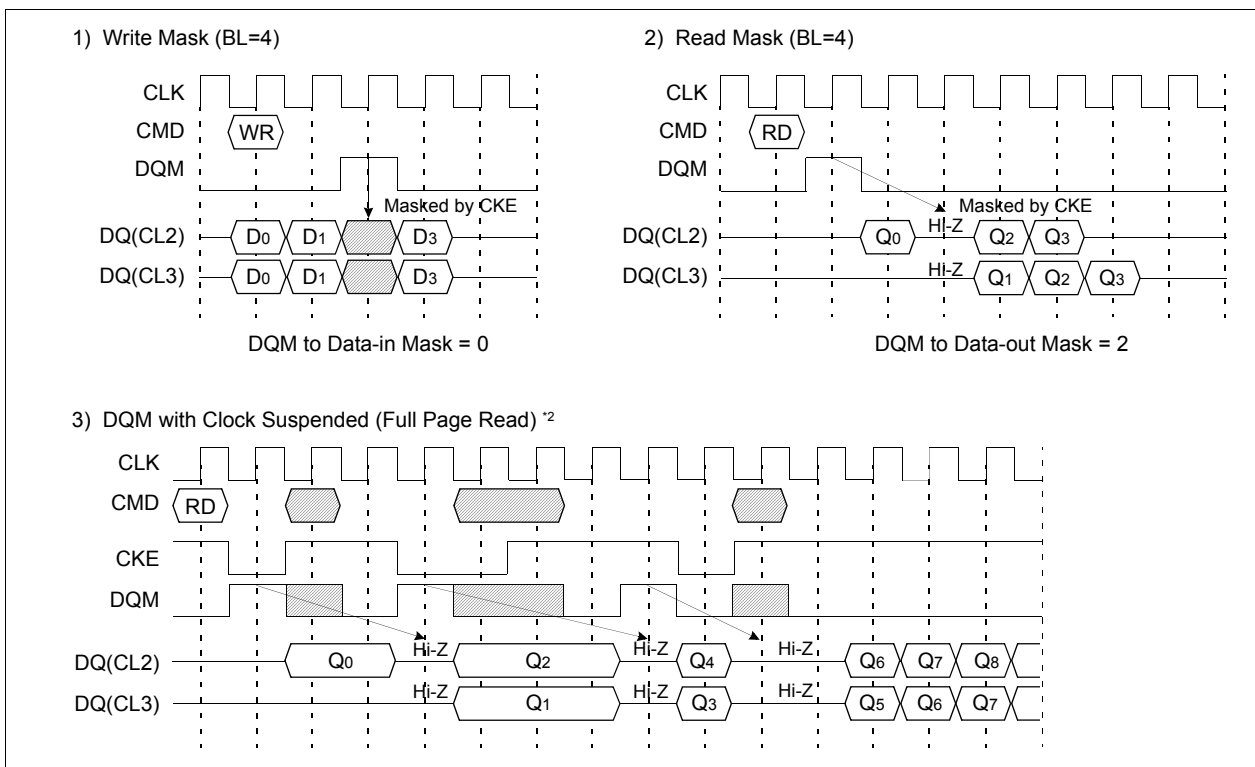 1) Write Mask (BL=4)
CLK
CMD WR
DQM
Masked by CKE
DQ(CL2) D0 D1 D3
DQ(CL3) D0 D1 D3
DQM to Data-in Mask = 0
2) Read Mask (BL=4)
CLK
CMD RD
DQM
Masked by CKE
DQ(CL2) Q0 Hi-Z Q2 Q3
DQ(CL3) Hi-Z Q1 Q2 Q3
DQM to Data-out Mask = 2
3) DQM with Clock Suspended (Full Page Read) *2
CLK
CMD RD
CKE
DQM
DQ(CL2) Q0 Hi-Z Q2 Hi-Z Q4 Hi-Z Q6 Q7 Q8
DQ(CL3) Hi-Z Q1 Hi-Z Q3 Hi-Z Q5 Q6 Q7